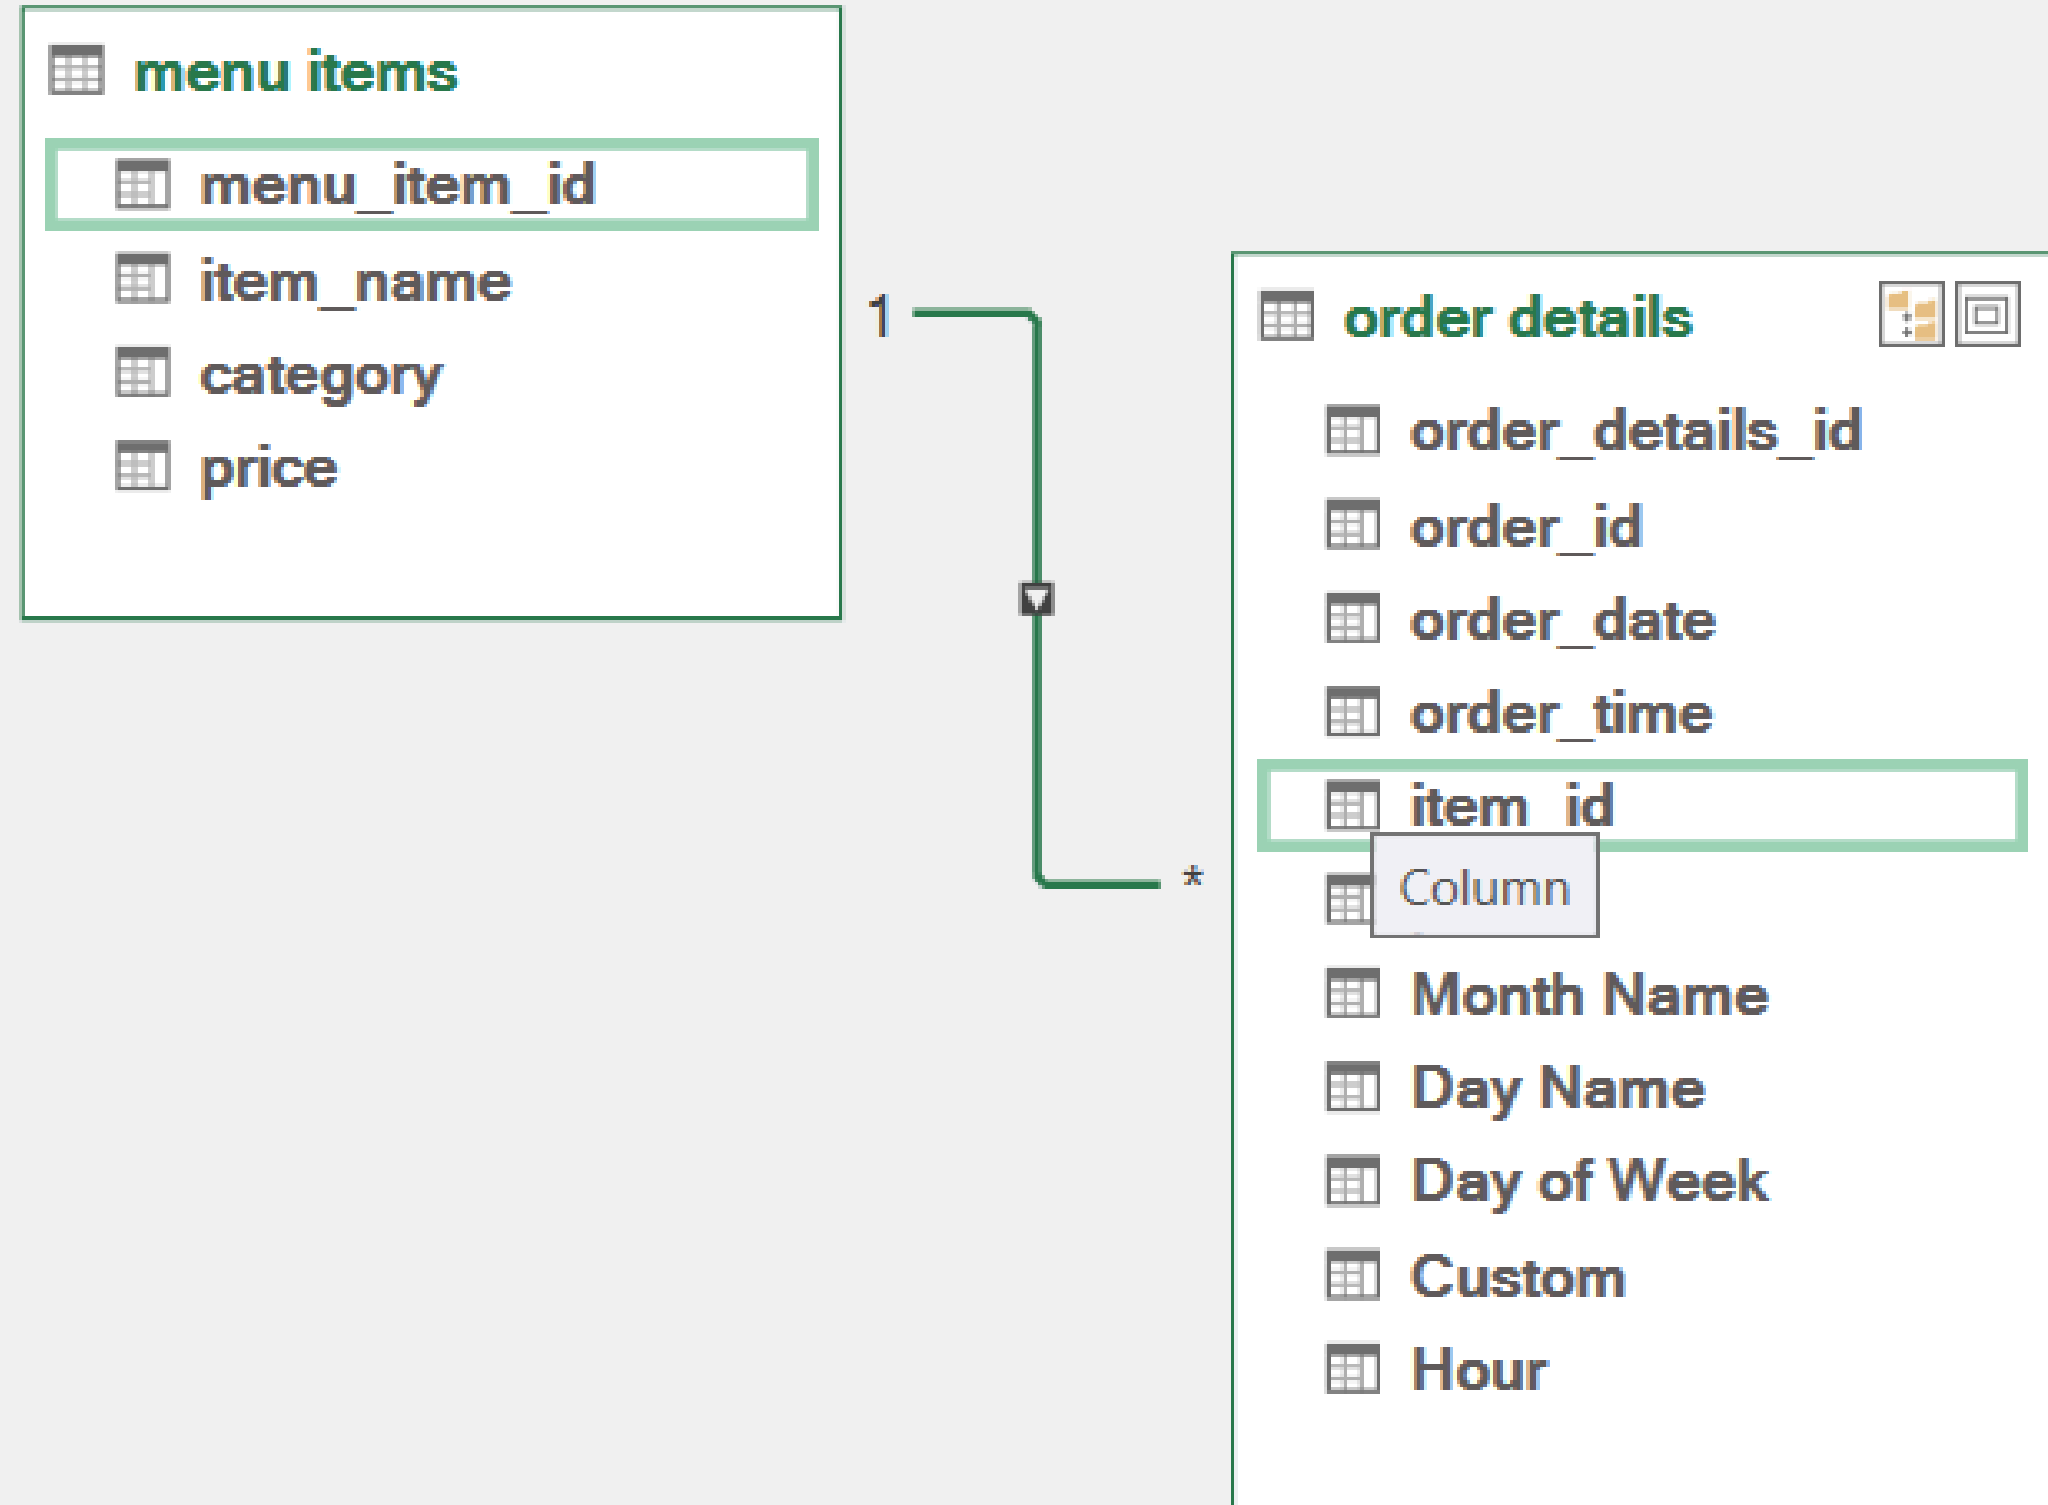 menu items
menu_item_id
item_name
category
price
1
*
order details
order_details_id
order_id
order_date
order_time
item_id
Column
Month Name
Day Name
Day of Week
Custom
Hour